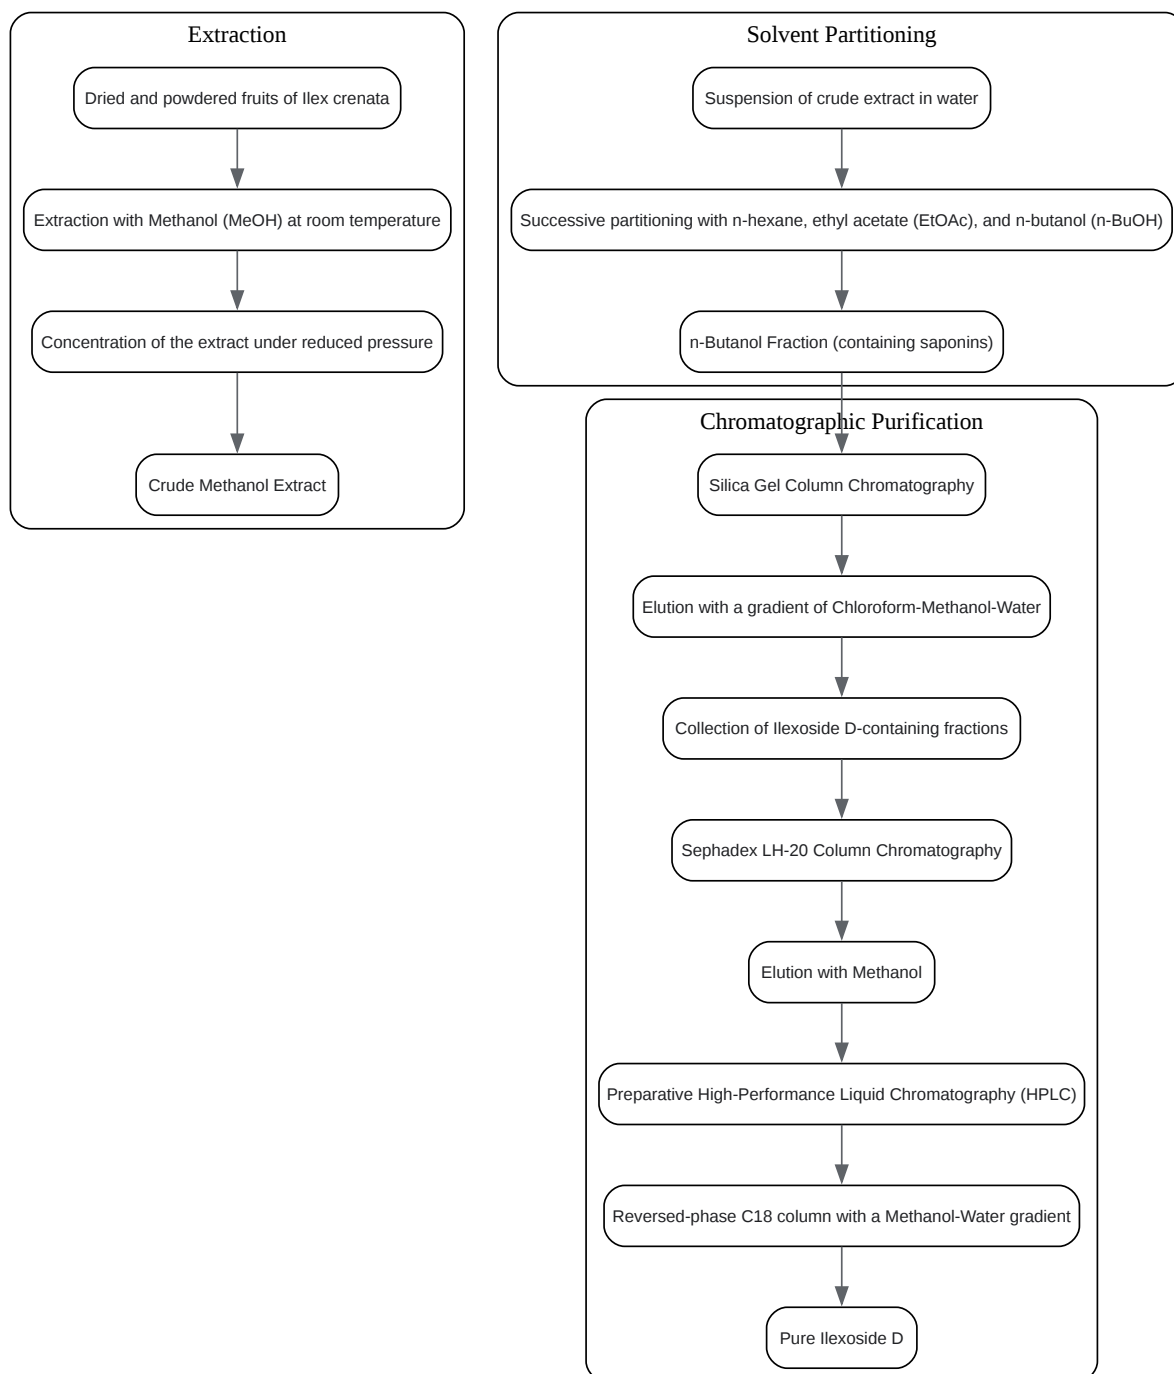 Extraction
Dried and powdered fruits of Ilex crenata
Extraction with Methanol (MeOH) at room temperature
Concentration of the extract under reduced pressure
Crude Methanol Extract
Solvent Partitioning
Suspension of crude extract in water
Successive partitioning with n-hexane, ethyl acetate (EtOAc), and n-butanol (n-BuOH)
n-Butanol Fraction (containing saponins)
Chromatographic Purification
Silica Gel Column Chromatography
Elution with a gradient of Chloroform-Methanol-Water
Collection of Ilexoside D-containing fractions
Sephadex LH-20 Column Chromatography
Elution with Methanol
Preparative High-Performance Liquid Chromatography (HPLC)
Reversed-phase C18 column with a Methanol-Water gradient
Pure Ilexoside D